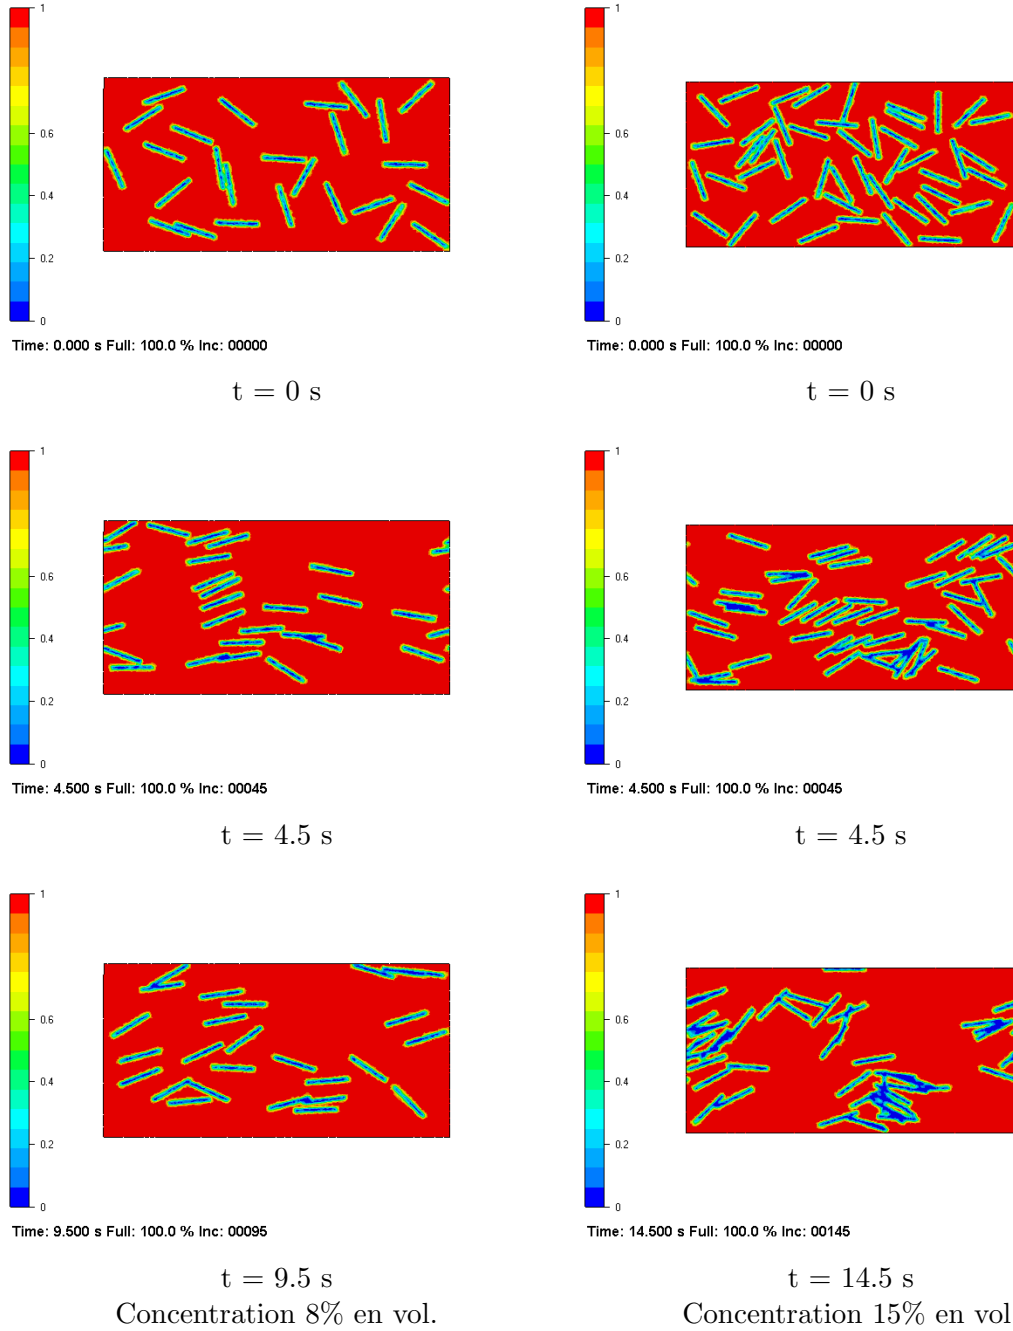 1
0.6
0.4
0.2
0
Time: 0.000 s Full: 100.0 % Inc: 00000
t = 0 s
1
0.6
0.4
0.2
0
Time: 0.000 s Full: 100.0 % Inc: 00000
t = 0 s
1
0.6
0.4
0.2
0
Time: 4.500 s Full: 100.0 % Inc: 00045
t = 4.5 s
1
0.6
0.4
0.2
0
Time: 4.500 s Full: 100.0 % Inc: 00045
t = 4.5 s
1
0.6
0.4
0.2
0
Time: 9.500 s Full: 100.0 % Inc: 00095
t = 9.5 s
Concentration 8% en vol.
1
0.6
0.4
0.2
0
Time: 14.500 s Full: 100.0 % Inc: 00145
t = 14.5 s
Concentration 15% en vol